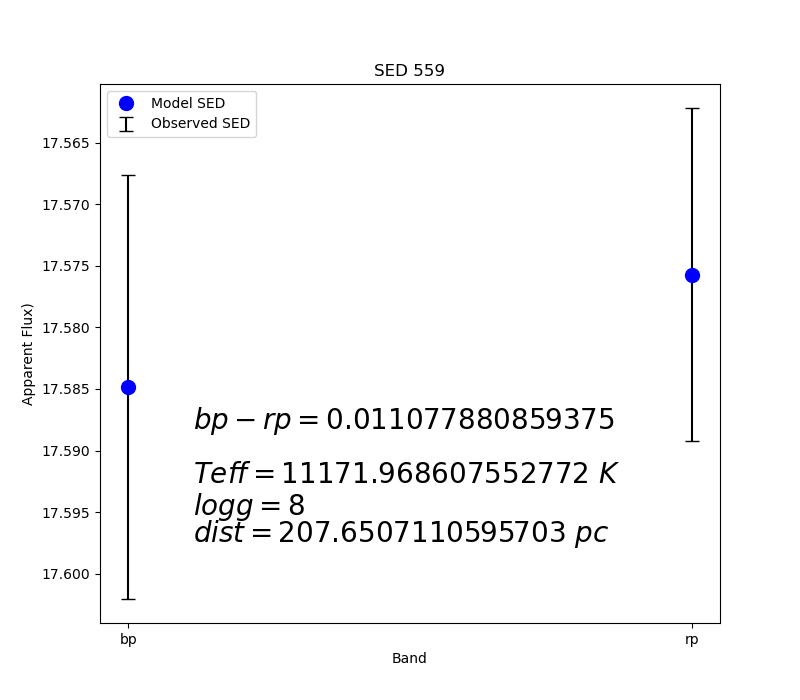 SED 559
Model SED
Observed SED
17.565
17.570
17.575
17.580
17.585
17.590
17.595
17.600
Apparent Flux)
bp − rp = 0.011077880859375
Teff = 11171.968607552772 K
logg = 8
dist = 207.6507110595703 pc
bp
rp
Band